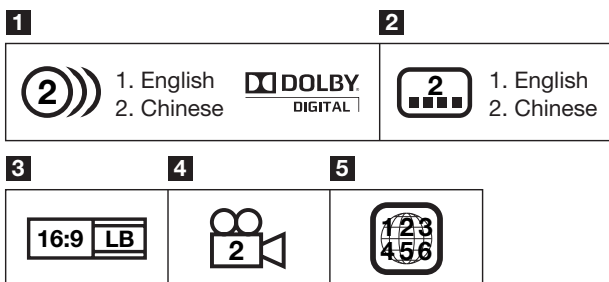 1
2
2
1. English
2. Chinese
DOLBY
DIGITAL
2
1. English
2. Chinese
3
4
5
16:9 LB
2
1 2 3
4 5 6